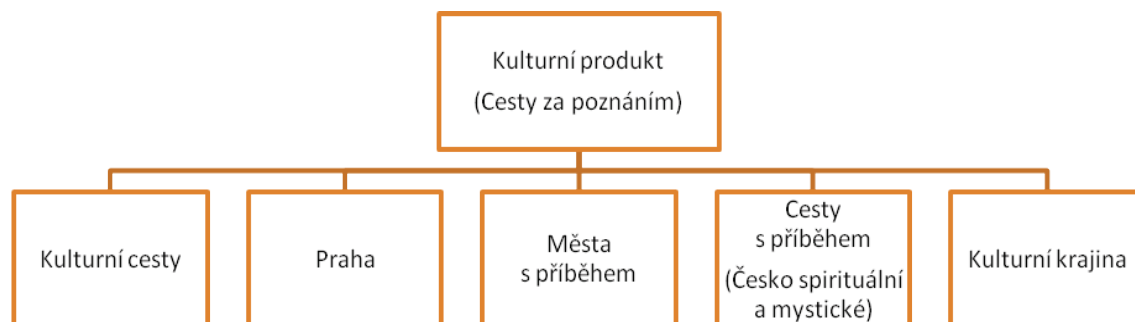 Kulturní produkt
(Cesty za poznáním)
Kulturní cesty
Praha
Města
s příběhem
Cesty
s příběhem
(Česko spirituální
a mystické)
Kulturní krajina